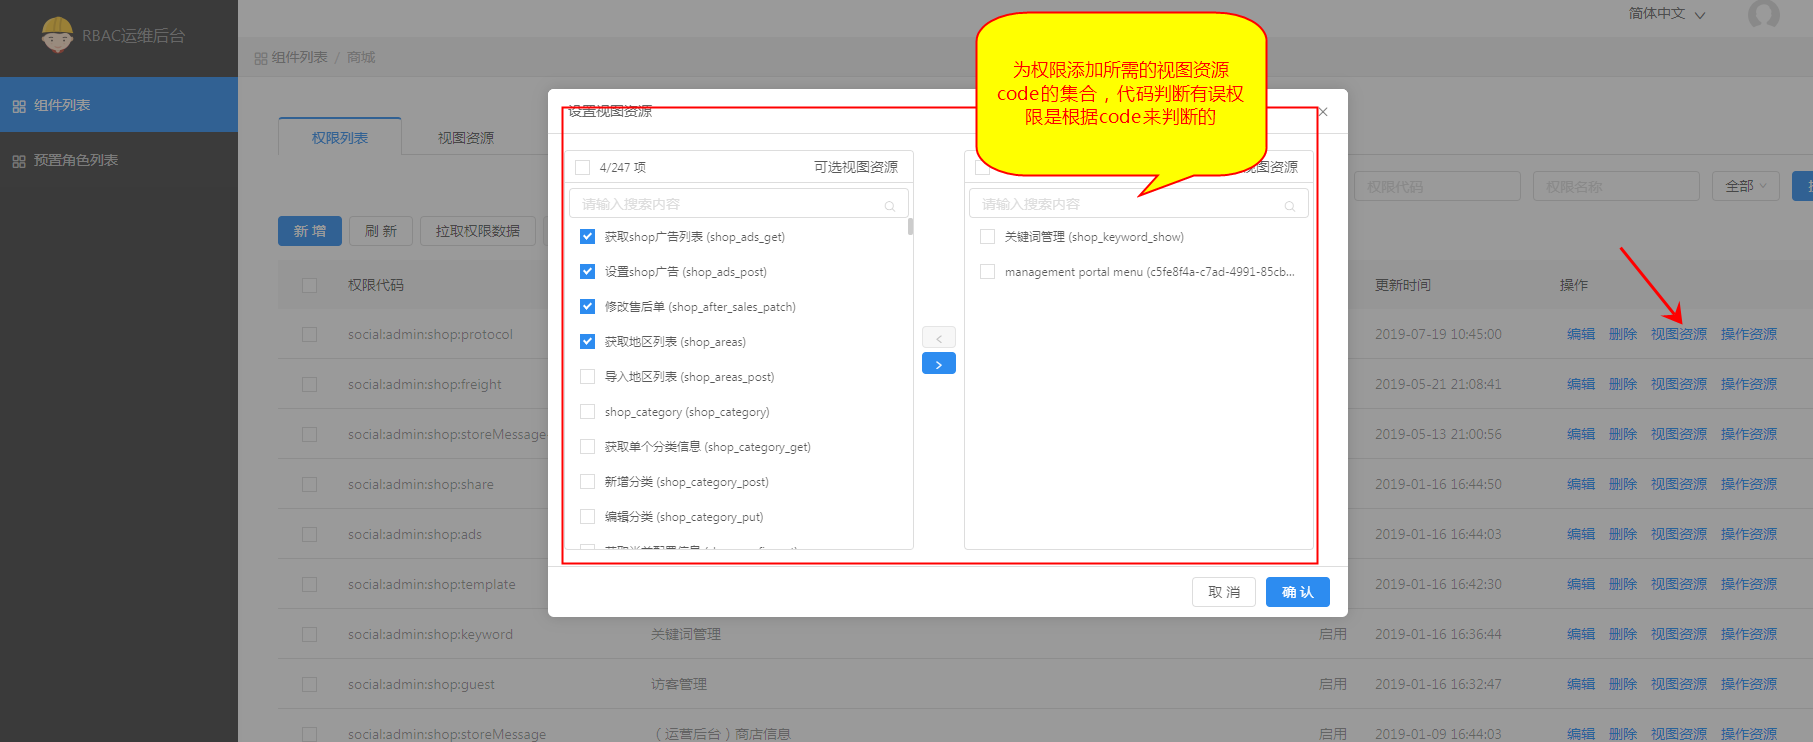 RBAC运维后台
组件列表
预置角色列表
简体中文
组件列表 / 商城
权限列表
视图资源
权限代码
权限名称
全部
新 增
刷 新
拉取权限数据
权限代码
更新时间
操作
social:admin:shop:protocol
2019-07-19 10:45:00
编辑 删除 视图资源 操作资源
social:admin:shop:freight
2019-05-21 21:08:41
编辑 删除 视图资源 操作资源
social:admin:shop:storeMessage
2019-05-13 21:00:56
编辑 删除 视图资源 操作资源
social:admin:shop:share
2019-01-16 16:44:50
编辑 删除 视图资源 操作资源
social:admin:shop:ads
2019-01-16 16:44:03
编辑 删除 视图资源 操作资源
social:admin:shop:template
2019-01-16 16:42:30
编辑 删除 视图资源 操作资源
social:admin:shop:keyword
关键词管理
启用
2019-01-16 16:36:44
编辑 删除 视图资源 操作资源
social:admin:shop:guest
访客管理
启用
2019-01-16 16:32:47
编辑 删除 视图资源 操作资源
social:admin:shop:storeMessage
（运营后台）商店信息
启用
2019-01-09 16:44:03
编辑 删除 视图资源 操作资源
设置视图资源
为权限添加所需的视图资源
code的集合，代码判断有误权
限是根据code来判断的
4/247 项
可选视图资源
请输入搜索内容
获取shop广告列表 (shop_ads_get)
设置shop广告 (shop_ads_post)
修改售后单 (shop_after_sales_patch)
获取地区列表 (shop_areas)
导入地区列表 (shop_areas_post)
shop_category (shop_category)
获取单个分类信息 (shop_category_get)
新增分类 (shop_category_post)
编辑分类 (shop_category_put)
视图资源
请输入搜索内容
关键词管理 (shop_keyword_show)
management portal menu (c5fe8f4a-c7ad-4991-85cb...
取 消
确 认